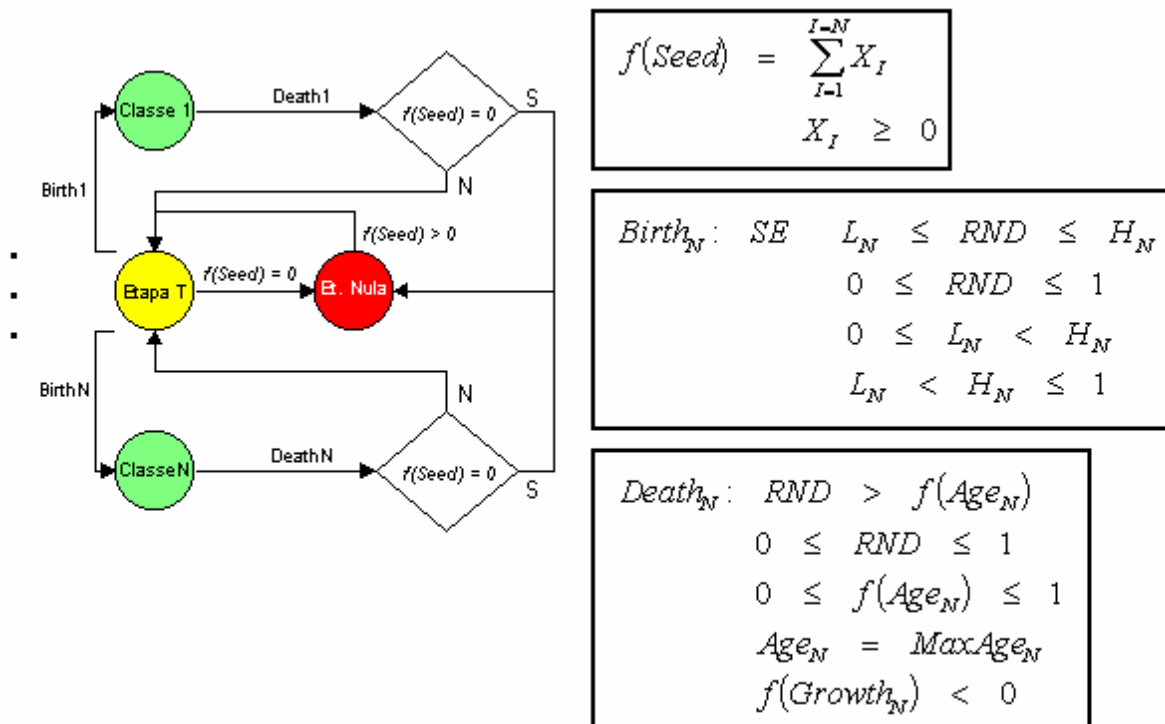 Classe 1
Death1
f(Seed) = 0
S
N
Birth1
f(Seed) > 0
Etapa T
f(Seed) = 0
Et. Nula
BirthN
N
ClasseN
DeathN
f(Seed) = 0
S
f(Seed) = \sum_{I=1}^{I=N} X_I
X_I ≥ 0
Birth_N : SE L_N ≤ RND ≤ H_N
0 ≤ RND ≤ 1
0 ≤ L_N < H_N
L_N < H_N ≤ 1
Death_N : RND > f(Age_N)
0 ≤ RND ≤ 1
0 ≤ f(Age_N) ≤ 1
Age_N = MaxAge_N
f(Growth_N) < 0